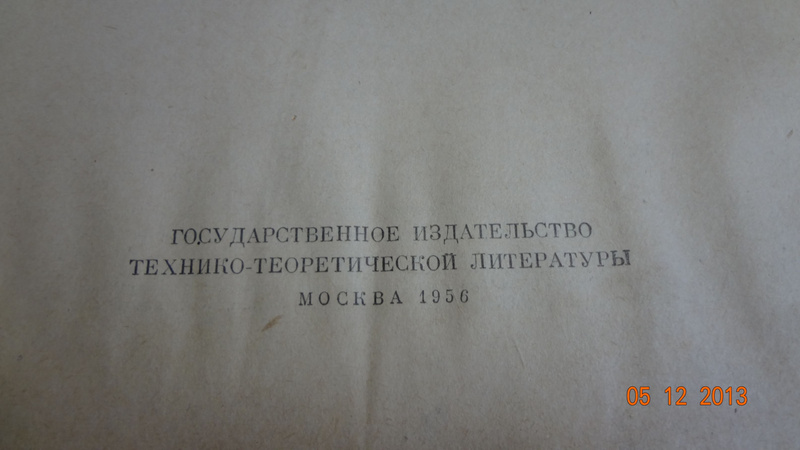 ГОСУДАРСТВЕННОЕ ИЗДАТЕЛЬСТВО
ТЕХНИКО-ТЕОРЕТИЧЕСКОЙ ЛИТЕРАТУРЫ
МОСКВА 1956
05 12 2013